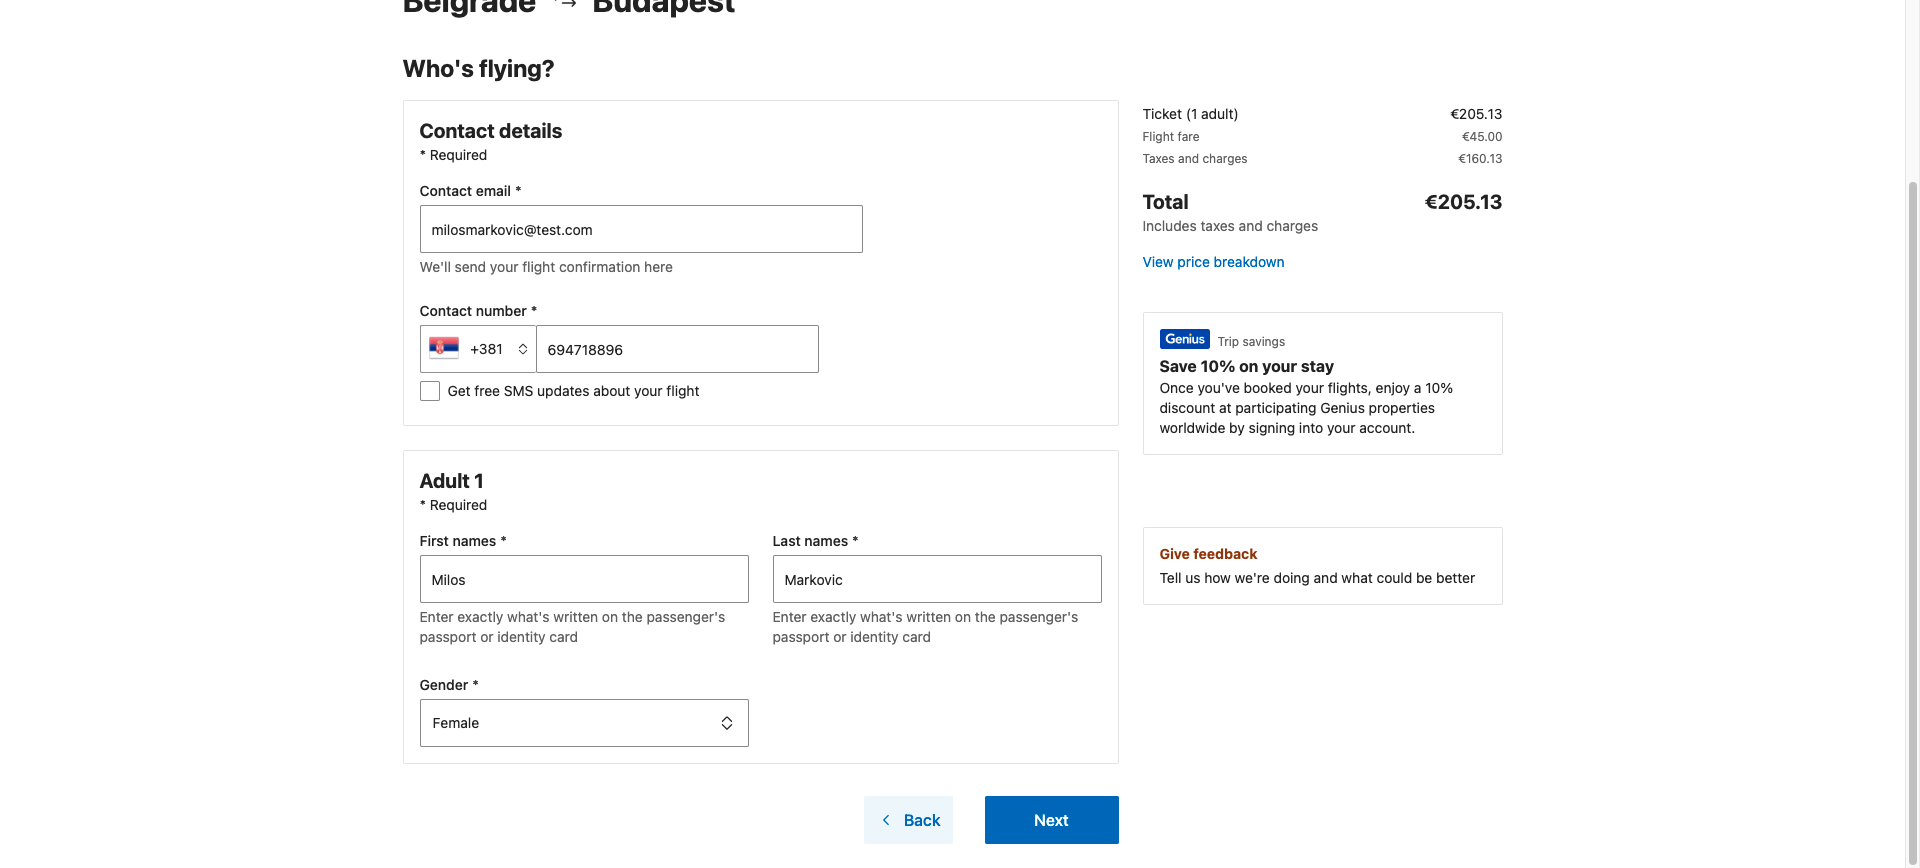 Belgrade → Budapest
Who's flying?
Contact details
* Required
Contact email *
milosmarkovic@test.com
We'll send your flight confirmation here
Contact number *
+381 694718896
Get free SMS updates about your flight
Adult 1
* Required
First names *
Milos
Enter exactly what's written on the passenger's
passport or identity card
Last names *
Markovic
Enter exactly what's written on the passenger's
passport or identity card
Gender *
Female
Back
Next
Ticket (1 adult) €205.13
Flight fare €45.00
Taxes and charges €160.13
Total €205.13
Includes taxes and charges
View price breakdown
Genius Trip savings
Save 10% on your stay
Once you've booked your flights, enjoy a 10%
discount at participating Genius properties
worldwide by signing into your account.
Give feedback
Tell us how we're doing and what could be better